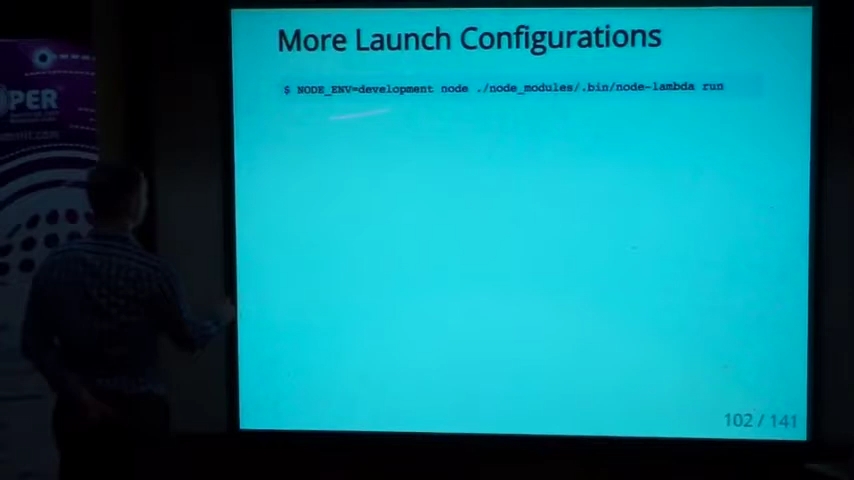 More Launch Configurations
$ NODE_ENV=development node ./node_modules/.bin/node-lambda run
PER
102 / 141